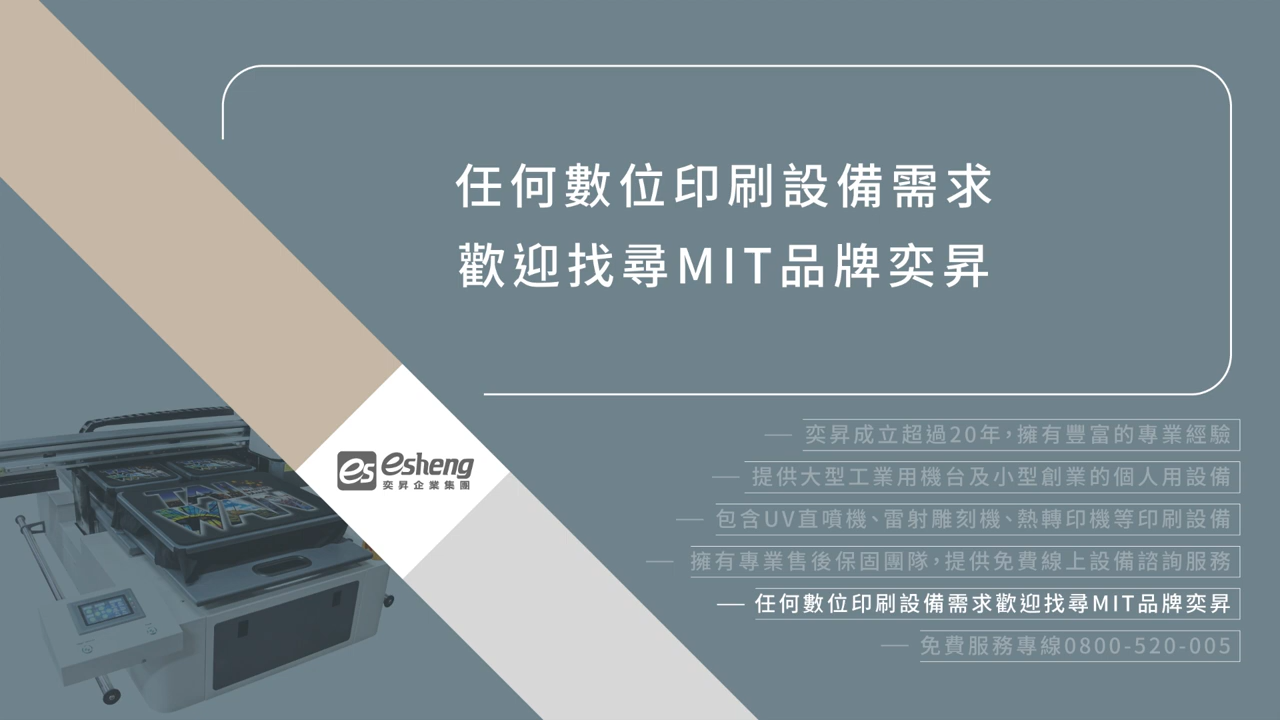 任何數位印刷設備需求
歡迎找尋MIT品牌奕昇
奕昇成立超過20年，擁有豐富的專業經驗
提供大型工業用機台及小型創業的個人用設備
包含UV直噴機、雷射雕刻機、熱轉印機等印刷設備
擁有專業售後保固團隊，提供免費線上設備諮詢服務
任何數位印刷設備需求歡迎找尋MIT品牌奕昇
免費服務專線0800-520-005
es esheng
奕昇企業集團
TAIWAN